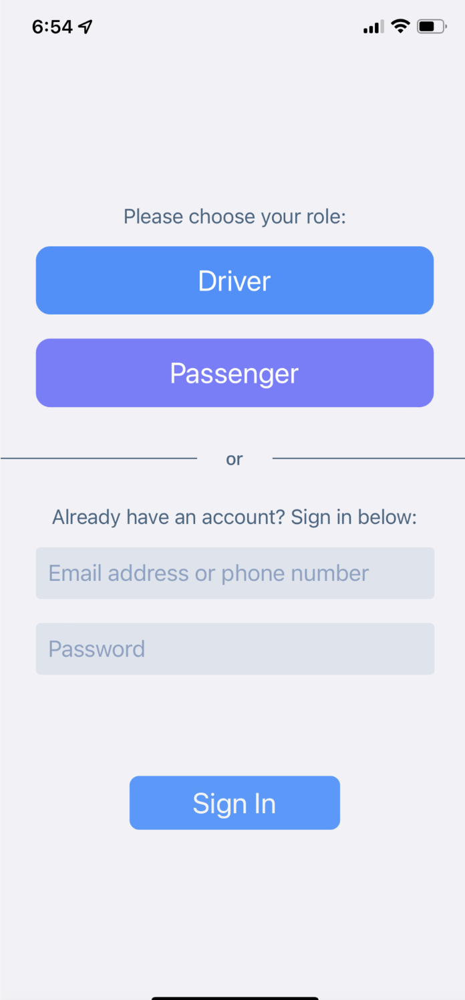 6:54
Please choose your role:
Driver
Passenger
or
Already have an account? Sign in below:
Email address or phone number
Password
Sign In